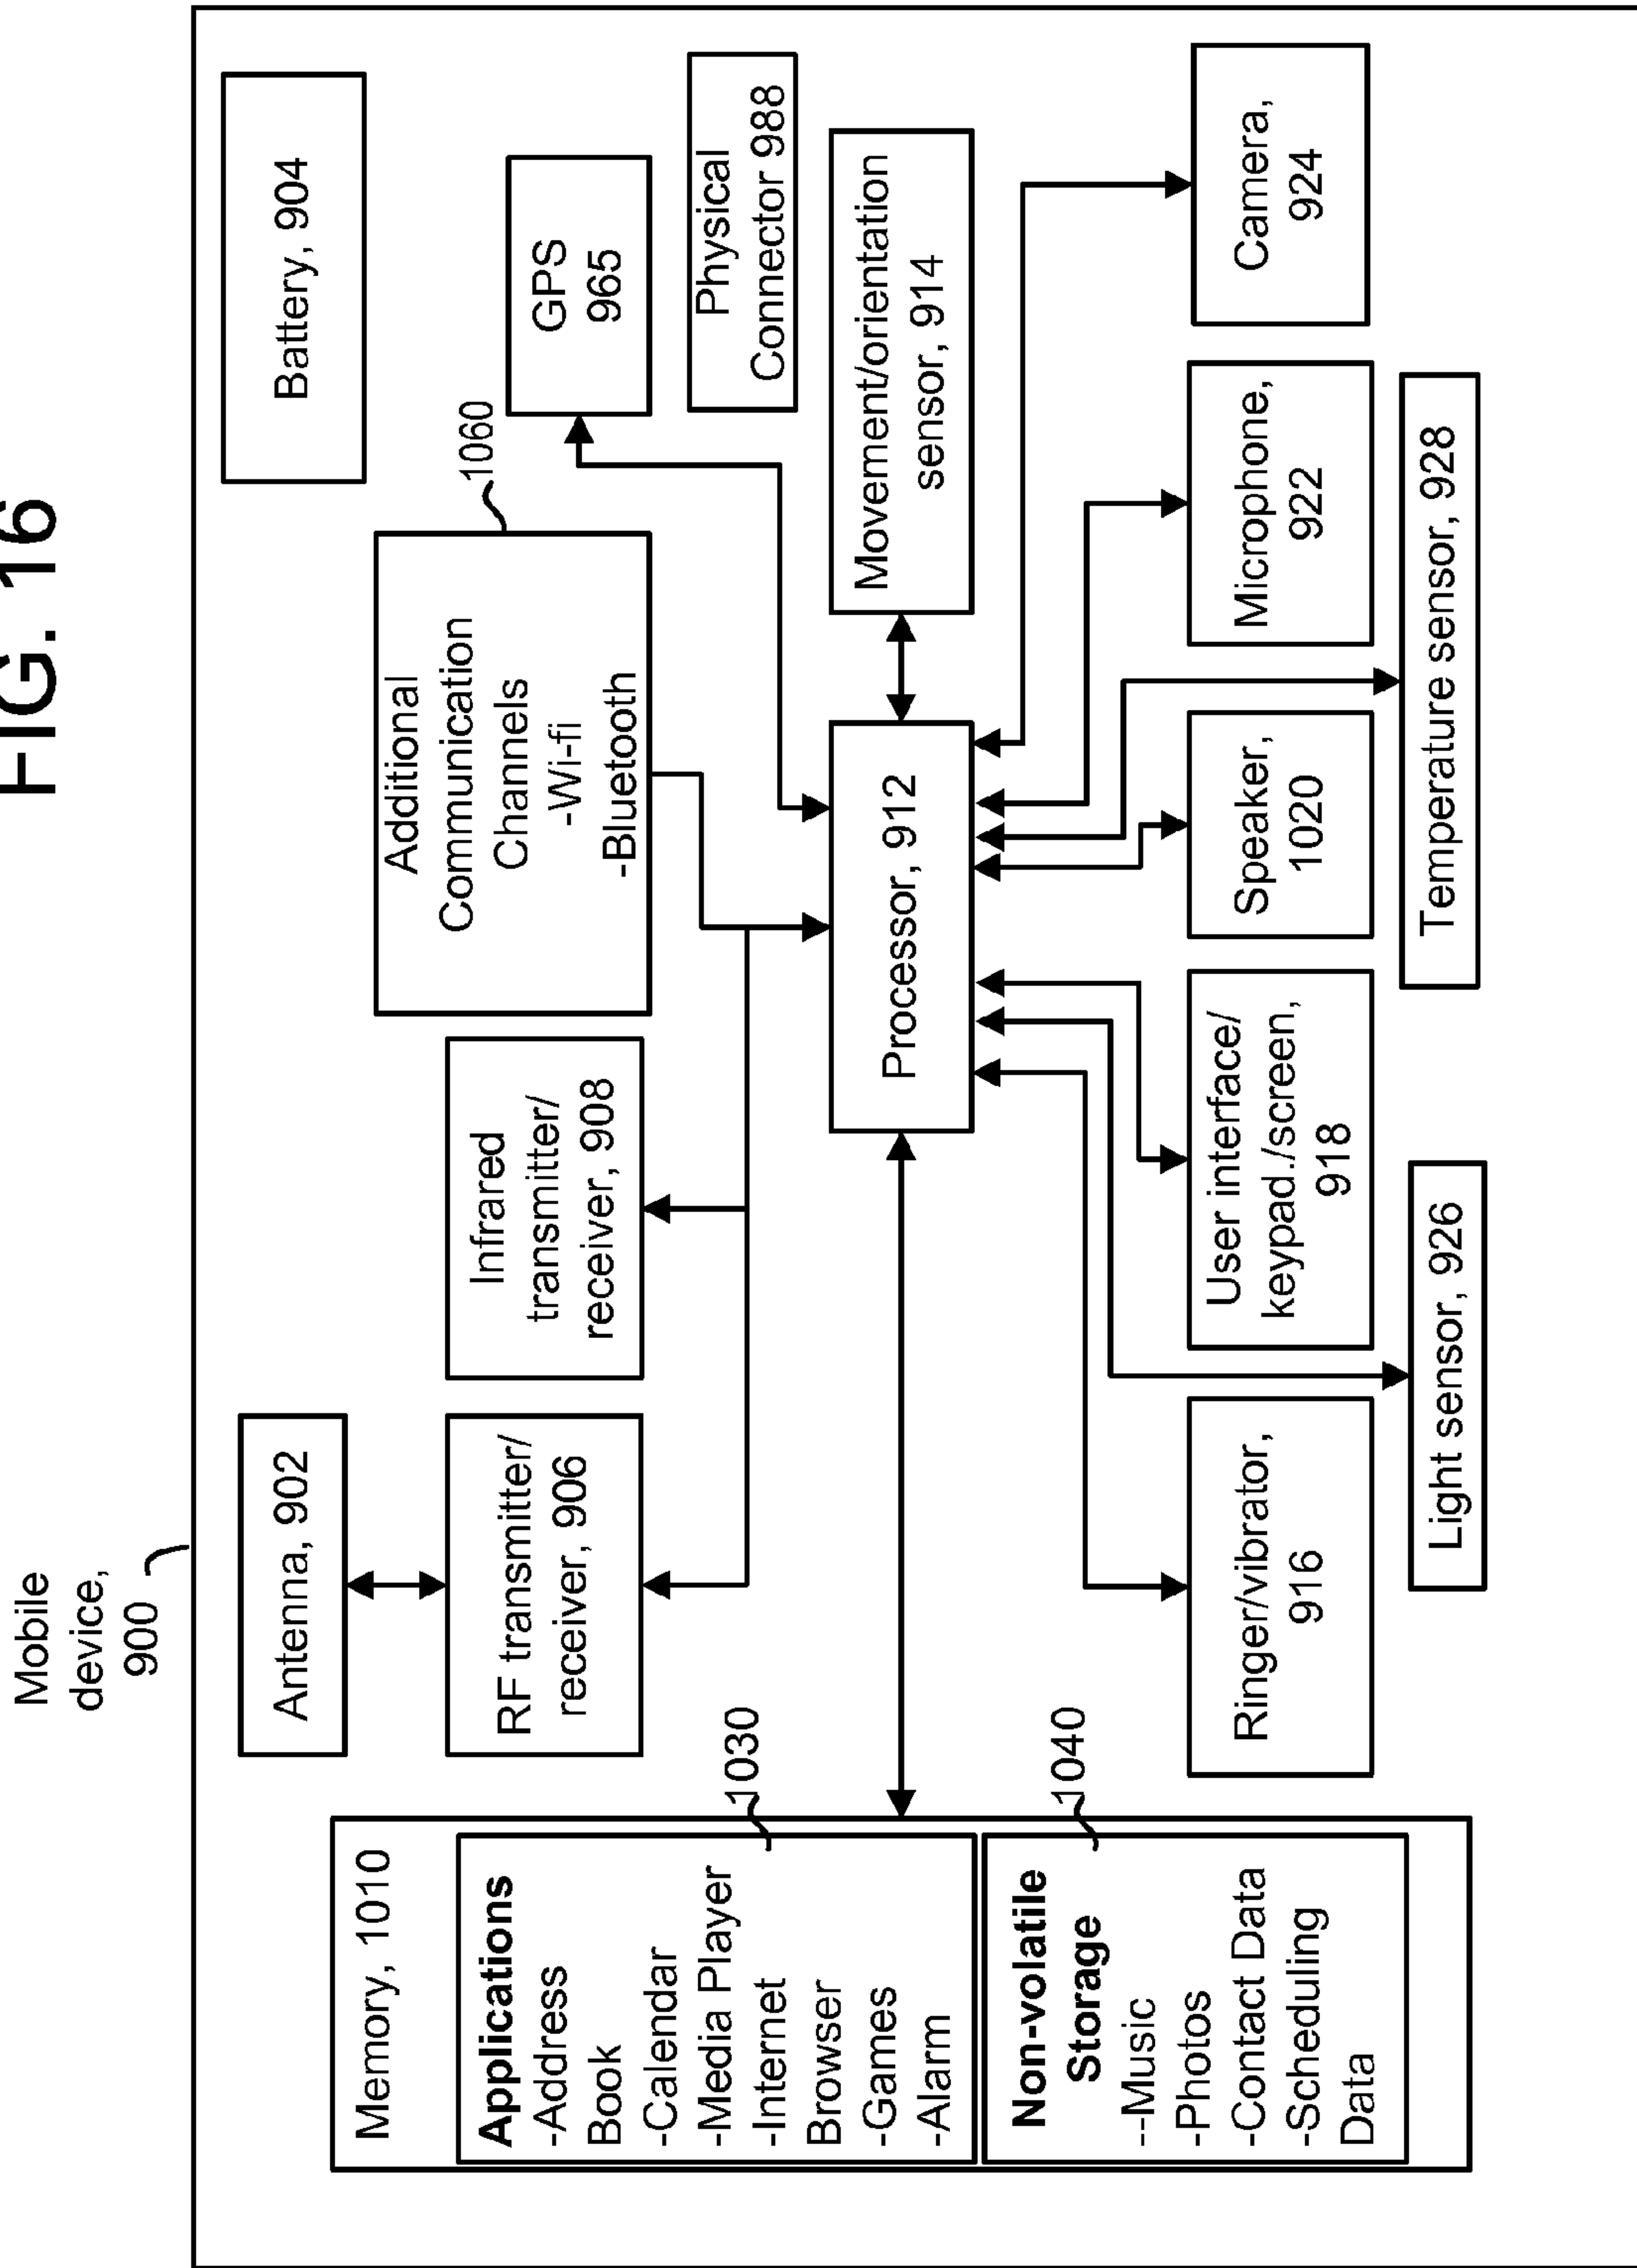 FIG. 16
Mobile
device,
900
Memory, 1010
Applications
-Address
Book
-Calendar
-Media Player
-Internet
Browser
-Games
-Alarm
1030
Non-volatile
Storage
--Music
-Photos
-Contact Data
-Scheduling
Data
1040
Antenna, 902
RF transmitter/
receiver, 906
Infrared
transmitter/
receiver, 908
Additional
Communication
Channels
-Wi-fi
-Bluetooth
1060
Battery, 904
GPS
965
Physical
Connector 988
Processor, 912
Movement/orientation
sensor, 914
Ringer/vibrator,
916
User interface/
keypad./screen,
918
Speaker,
1020
Microphone,
922
Camera,
924
Light sensor, 926
Temperature sensor, 928